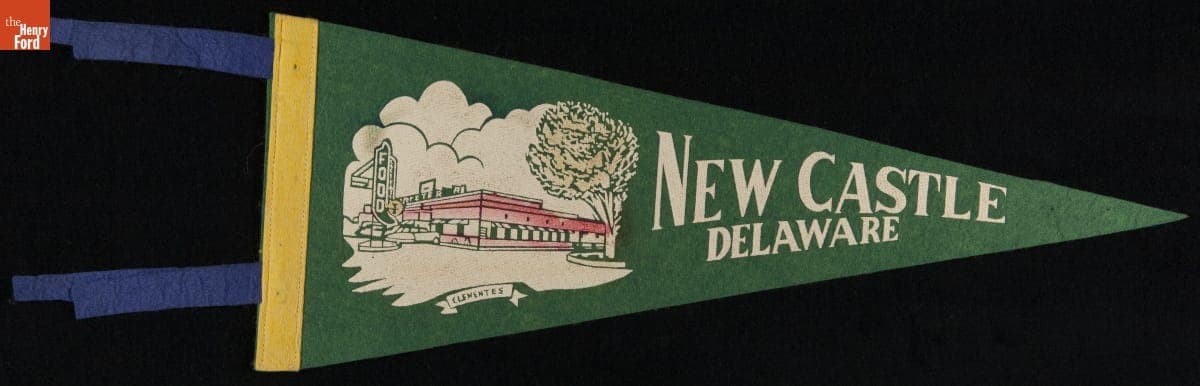 the
Henry
Ford
FOOD
CLEMENTES
NEW CASTLE
DELAWARE